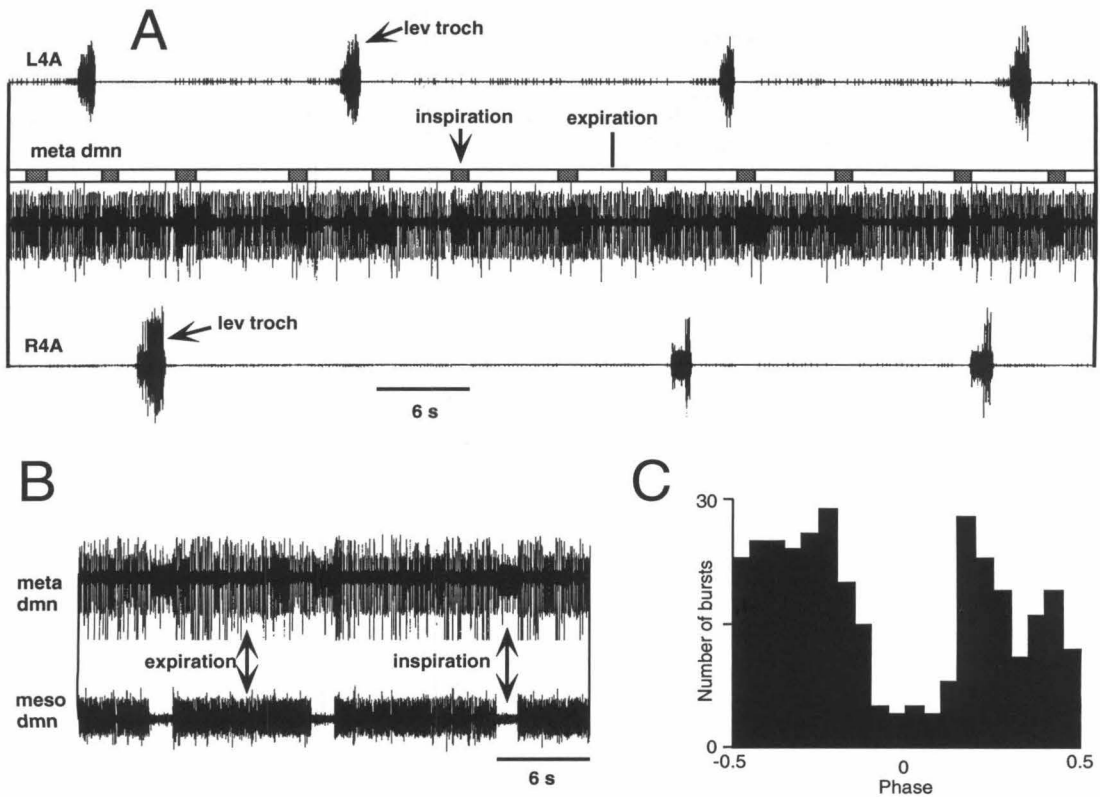 A
L4A
lev troch
inspiration
expiration
meta dmn
lev troch
R4A
6 s
B
meta
dmn
expiration
inspiration
meso
dmn
6 s
C
30
Number of bursts
0
-0.5
0
0.5
Phase